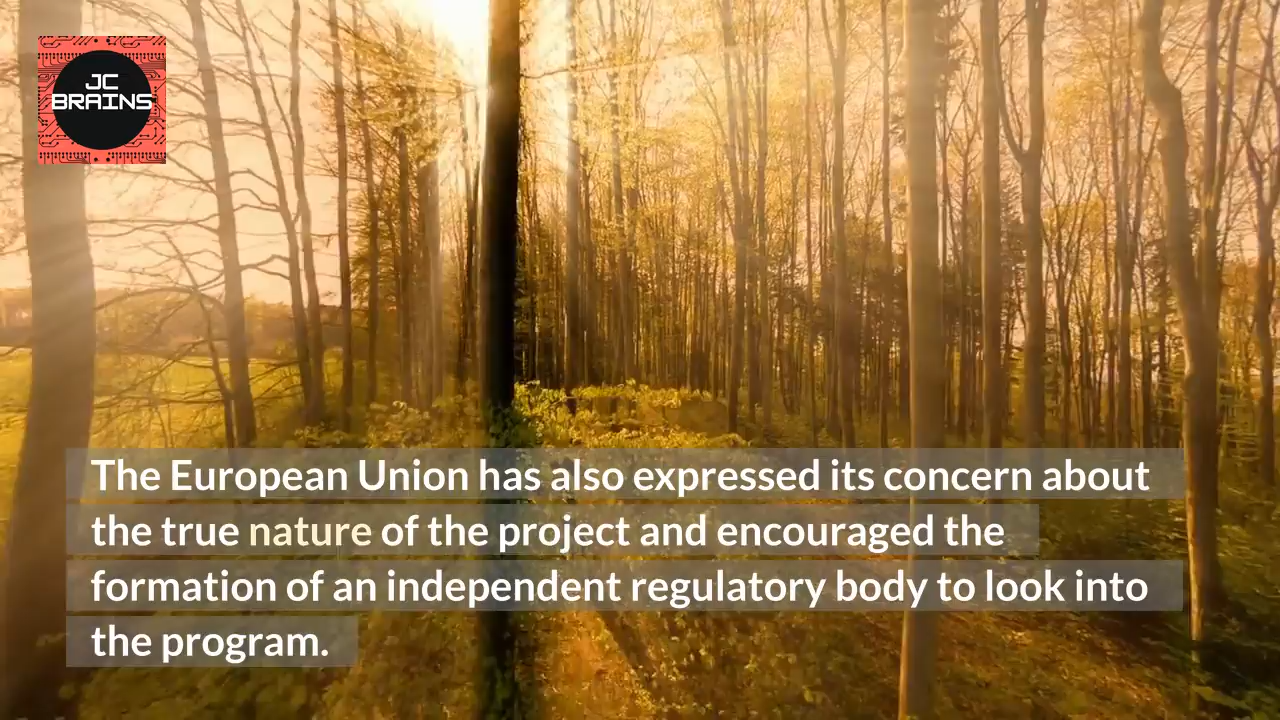 JC
BRAINS
The European Union has also expressed its concern about
the true nature of the project and encouraged the
formation of an independent regulatory body to look into
the program.